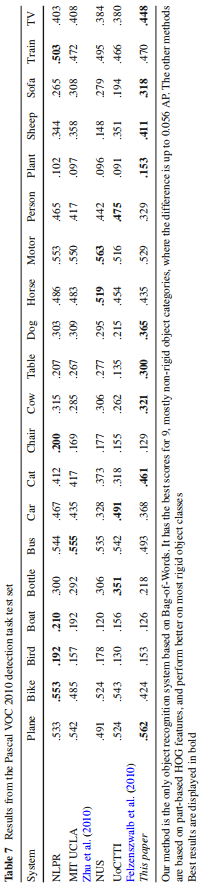 Table 7 Results from the Pascal VOC 2010 detection task test set
System Plane Bike Bird Boat Bottle Bus Car Cat Chair Cow Table Dog Horse Motor Person Plant Sheep Sofa Train TV
NLPR .533 .553 .192 .210 .300 .544 .467 .412 .200 .315 .207 .303 .486 .553 .465 .102 .344 .265 .503 .403
MIT UCLA .542 .485 .157 .192 .292 .555 .435 .417 .169 .285 .267 .309 .483 .550 .417 .097 .358 .308 .472 .408
Zhu et al. (2010)
NUS .491 .524 .178 .120 .306 .535 .328 .373 .177 .306 .277 .295 .519 .563 .442 .096 .148 .279 .495 .384
UoCTTI .524 .543 .130 .156 .351 .542 .491 .318 .155 .262 .135 .215 .454 .516 .475 .091 .351 .194 .466 .380
Felzenszwalb et al. (2010)
This paper .562 .424 .153 .126 .218 .493 .368 .461 .129 .321 .300 .365 .435 .529 .329 .153 .411 .318 .470 .448
Our method is the only object recognition system based on Bag-of-Words. It has the best scores for 9, mostly non-rigid object categories, where the difference is up to 0.056 AP. The other methods
are based on part-based HOG features, and perform better on most rigid object classes
Best results are displayed in bold